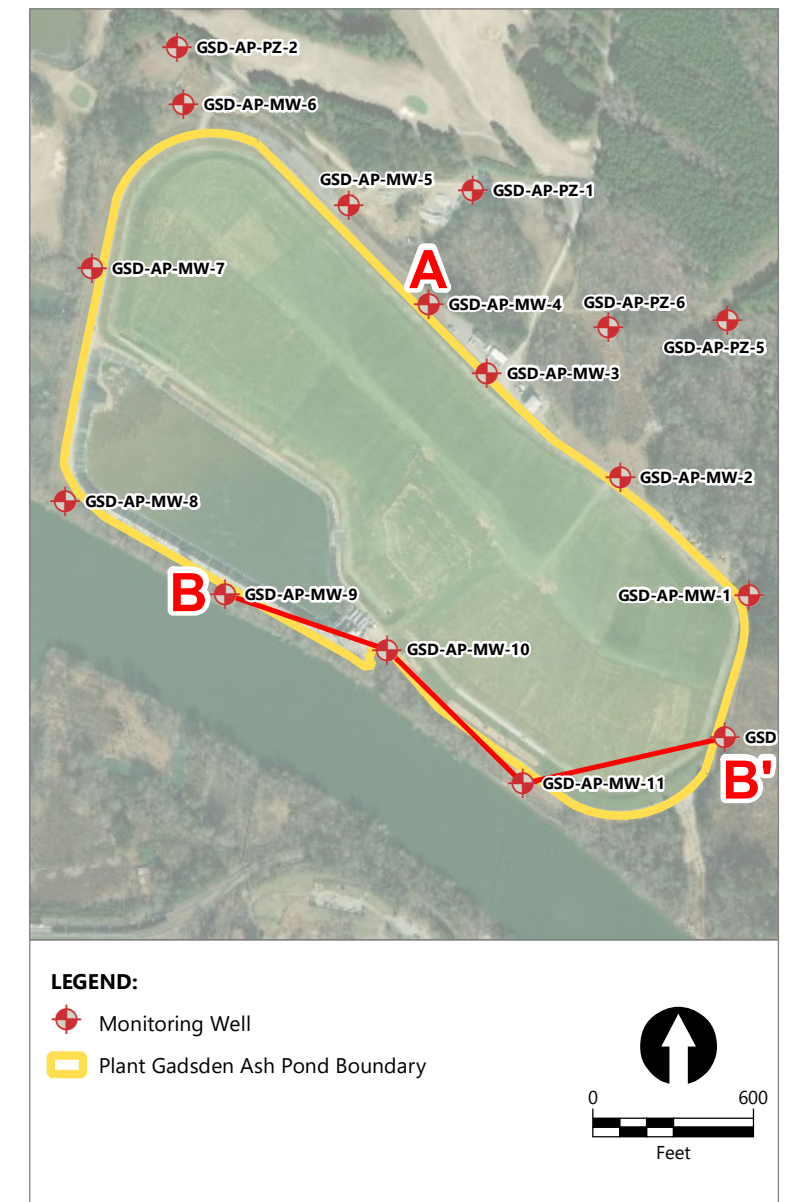 GSD-AP-PZ-2
GSD-AP-MW-6
GSD-AP-MW-5
GSD-AP-PZ-1
GSD-AP-MW-7
A
GSD-AP-MW-4
GSD-AP-PZ-6
GSD-AP-PZ-5
GSD-AP-MW-3
GSD-AP-MW-2
GSD-AP-MW-8
B
GSD-AP-MW-9
GSD-AP-MW-1
GSD-AP-MW-10
GSD
B'
GSD-AP-MW-11
LEGEND:
Monitoring Well
Plant Gadsden Ash Pond Boundary
0 600
Feet